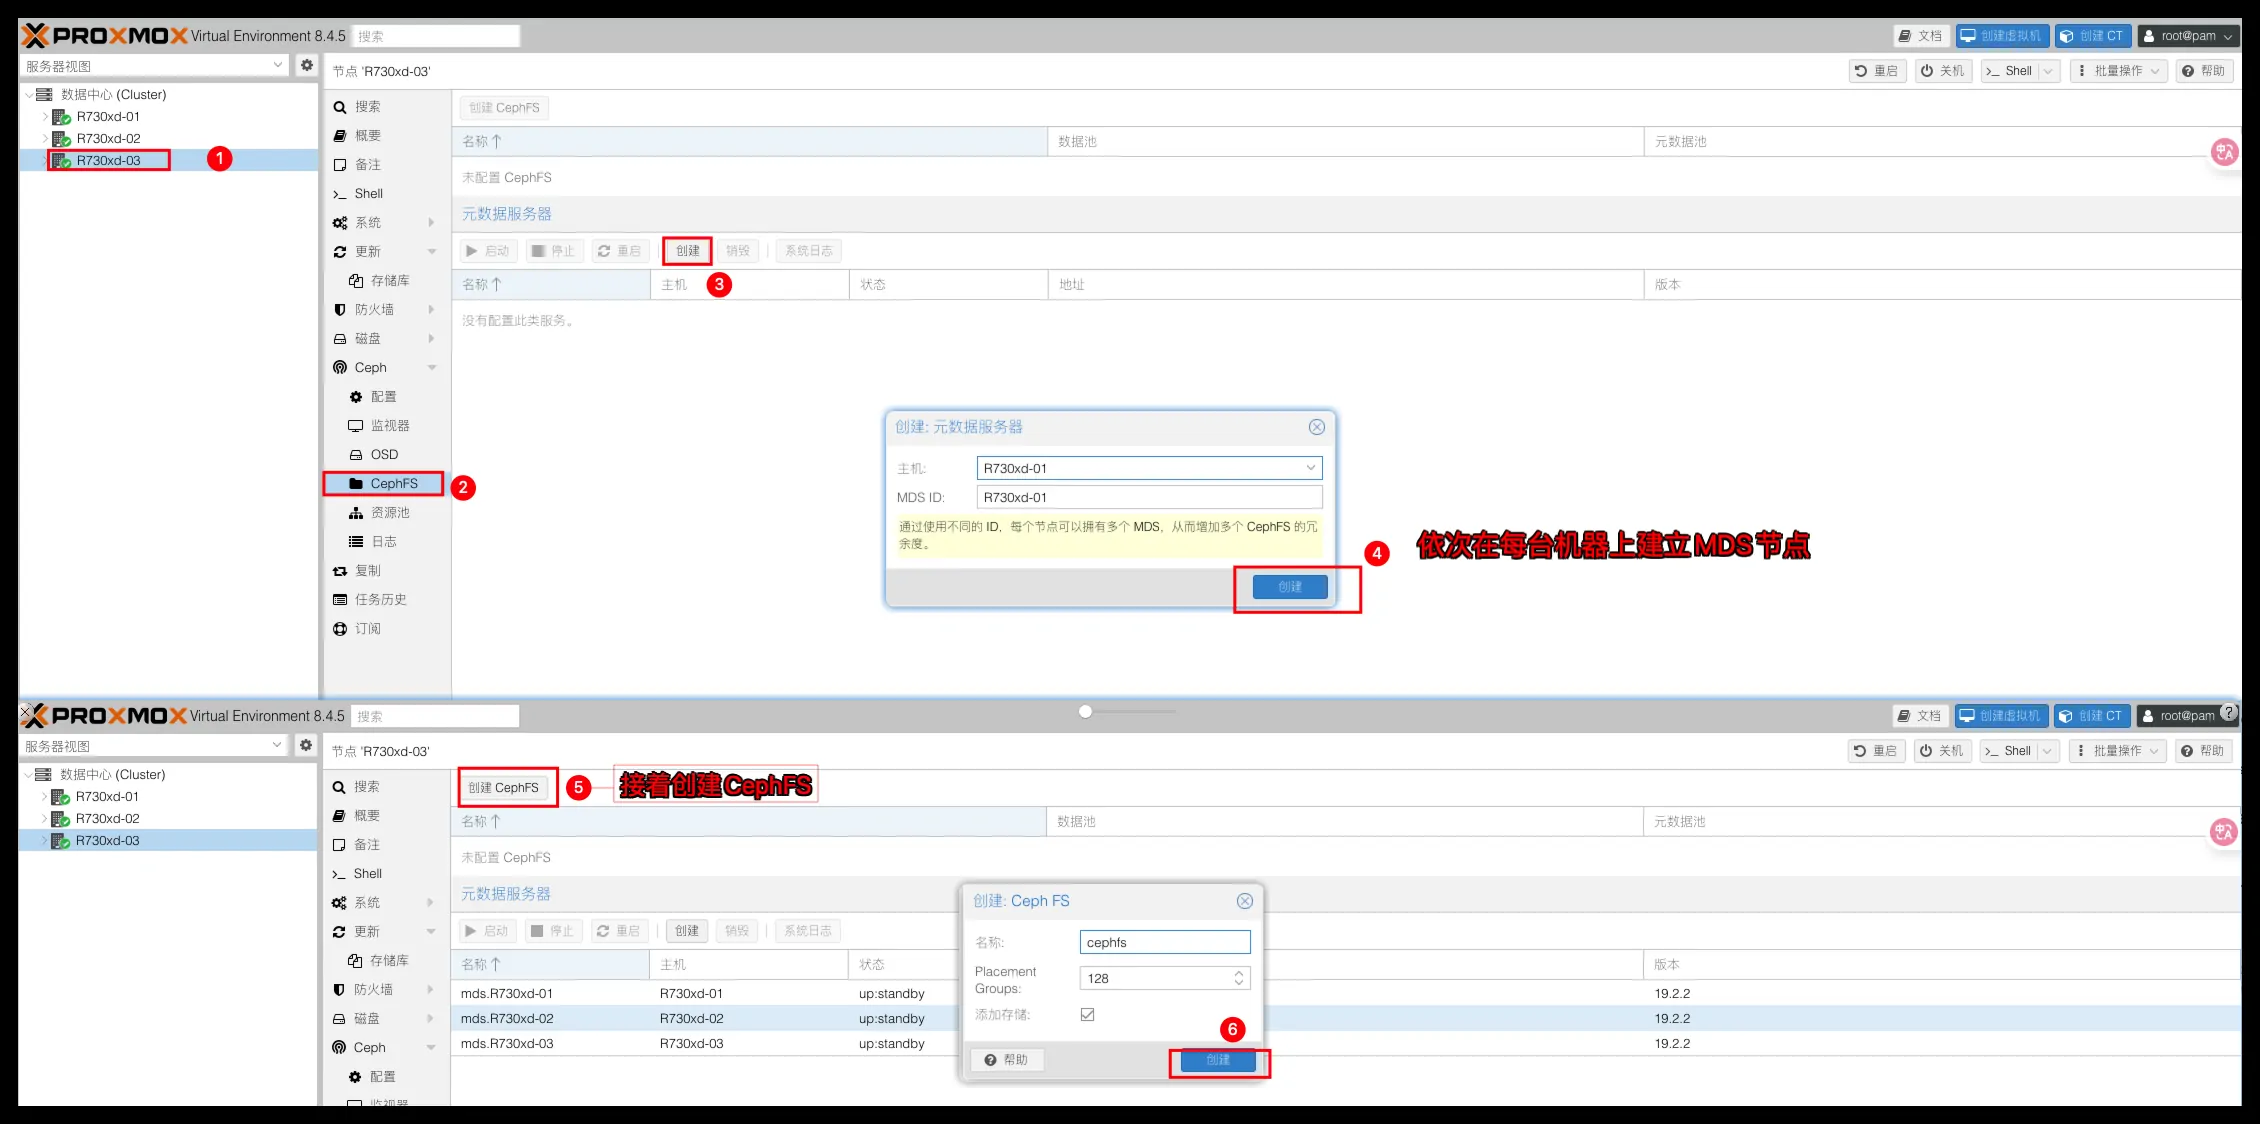 PROXMOX Virtual Environment 8.4.5 搜索 文档 创建虚拟机 创建 CT root@pam
服务器视图
节点 'R730xd-03' 重启 关机 >_ Shell 批量操作 帮助
数据中心 (Cluster)
R730xd-01
R730xd-02
R730xd-03 1
搜索
概要
备注
>_ Shell
系统
更新
存储库
防火墙
磁盘
Ceph
配置
监视器
OSD
CephFS 2
资源池
日志
复制
任务历史
订阅
创建 CephFS
名称 ↑ 数据池 元数据池
未配置 CephFS
元数据服务器
启动 停止 重启 创建 销毁 系统日志
名称 ↑ 主机 3 状态 地址 版本
没有配置此类服务。
创建: 元数据服务器
主机: R730xd-01
MDS ID: R730xd-01
通过使用不同的 ID，每个节点可以拥有多个 MDS，从而增加多个 CephFS 的冗
余度。
4 依次在每台机器上建立 MDS 节点
创建
中A
PROXMOX Virtual Environment 8.4.5 搜索 文档 创建虚拟机 创建 CT root@pam ?
服务器视图
节点 'R730xd-03' 重启 关机 >_ Shell 批量操作 帮助
数据中心 (Cluster)
R730xd-01
R730xd-02
R730xd-03
搜索
概要
备注
>_ Shell
系统
更新
存储库
防火墙
磁盘
Ceph
配置
监视器
创建 CephFS 5 接着创建 CephFS
名称 ↑ 数据池 元数据池
未配置 CephFS
元数据服务器
启动 停止 重启 创建 销毁 系统日志
名称 ↑ 主机 状态 版本
mds.R730xd-01 R730xd-01 up:standby 19.2.2
mds.R730xd-02 R730xd-02 up:standby 19.2.2
mds.R730xd-03 R730xd-03 up:standby 19.2.2
创建: Ceph FS
名称: cephfs
Placement
Groups: 128
添加存储:
6
帮助 创建
中A